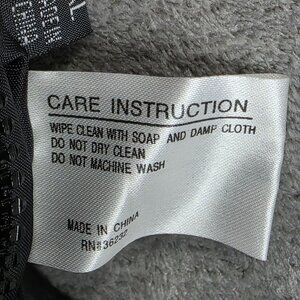 CARE INSTRUCTION
WIPE CLEAN WITH SOAP AND DAMP CLOTH
DO NOT DRY CLEAN
DO NOT MACHINE WASH
MADE IN CHINA